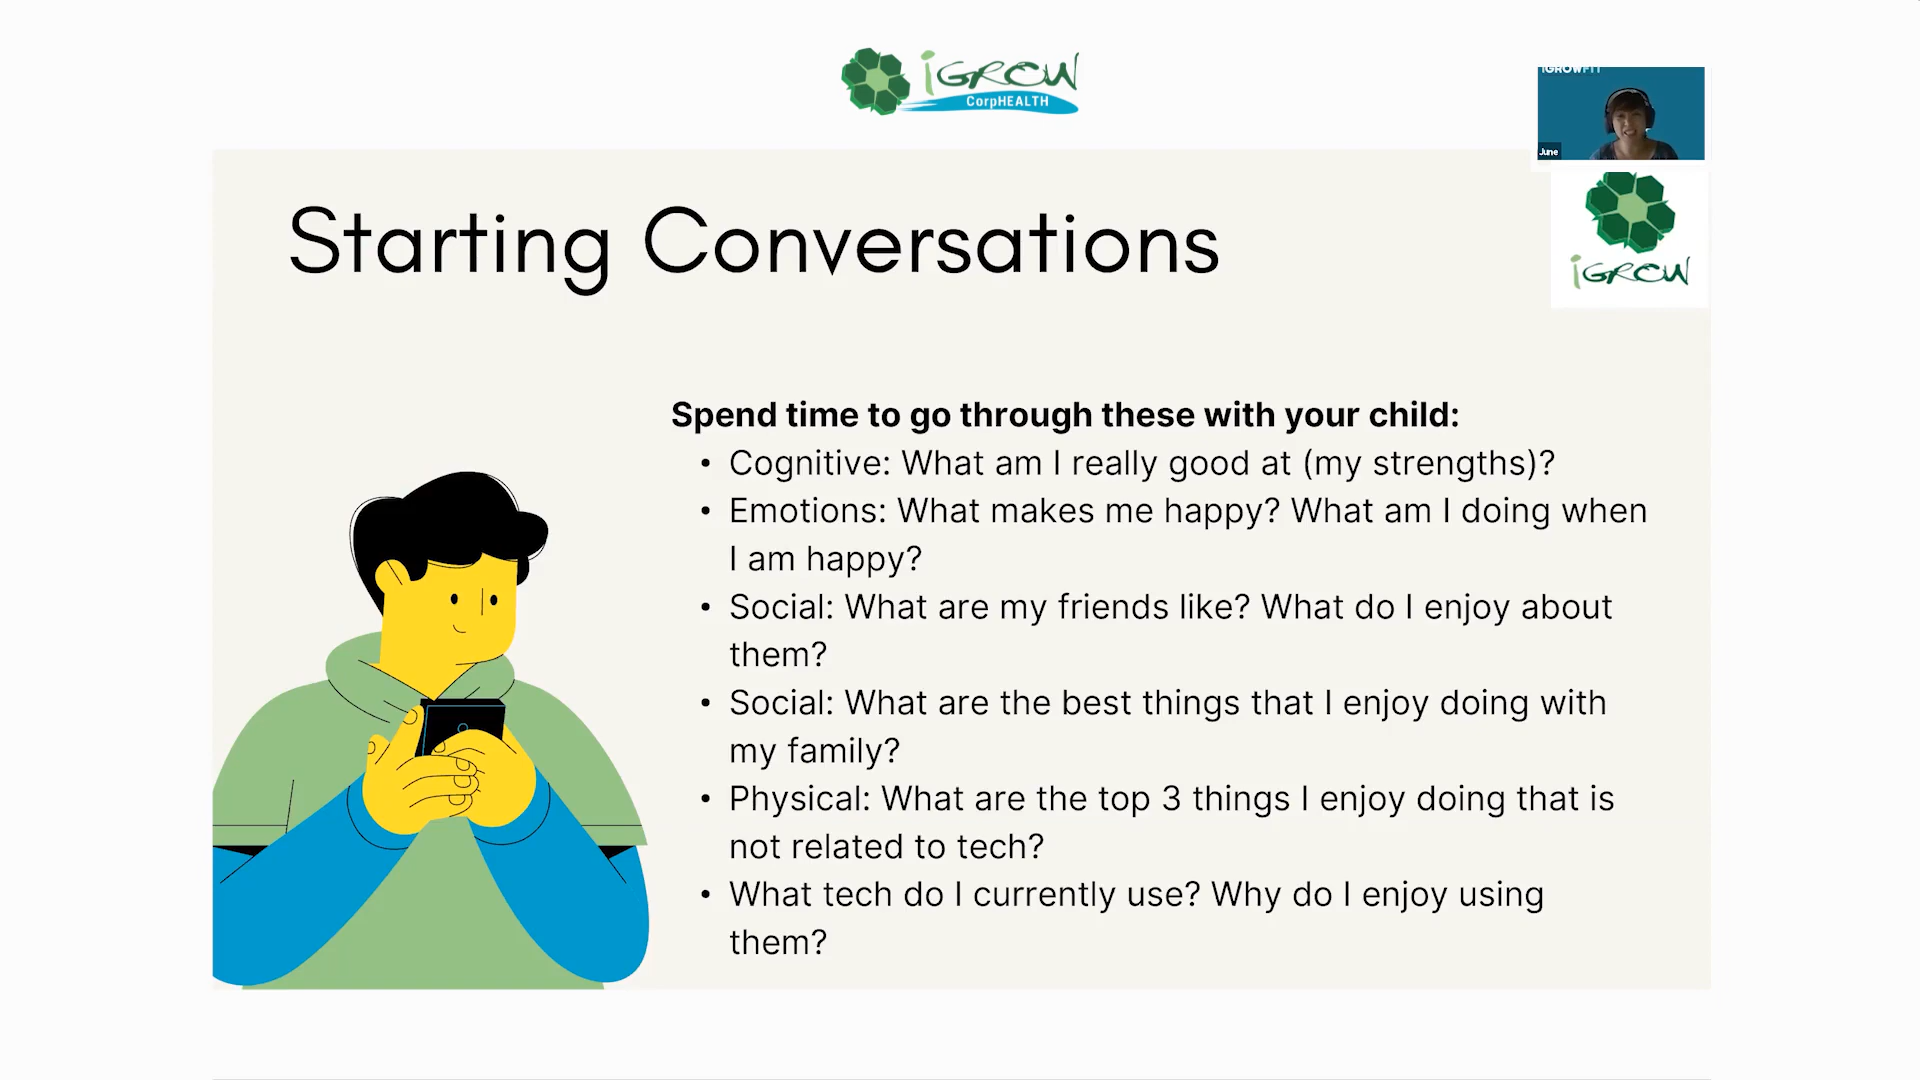 iGROW
CorpHEALTH
iGROWFIT
June
iGROW
Starting Conversations
Spend time to go through these with your child:
• Cognitive: What am I really good at (my strengths)?
• Emotions: What makes me happy? What am I doing when
I am happy?
• Social: What are my friends like? What do I enjoy about
them?
• Social: What are the best things that I enjoy doing with
my family?
• Physical: What are the top 3 things I enjoy doing that is
not related to tech?
• What tech do I currently use? Why do I enjoy using
them?